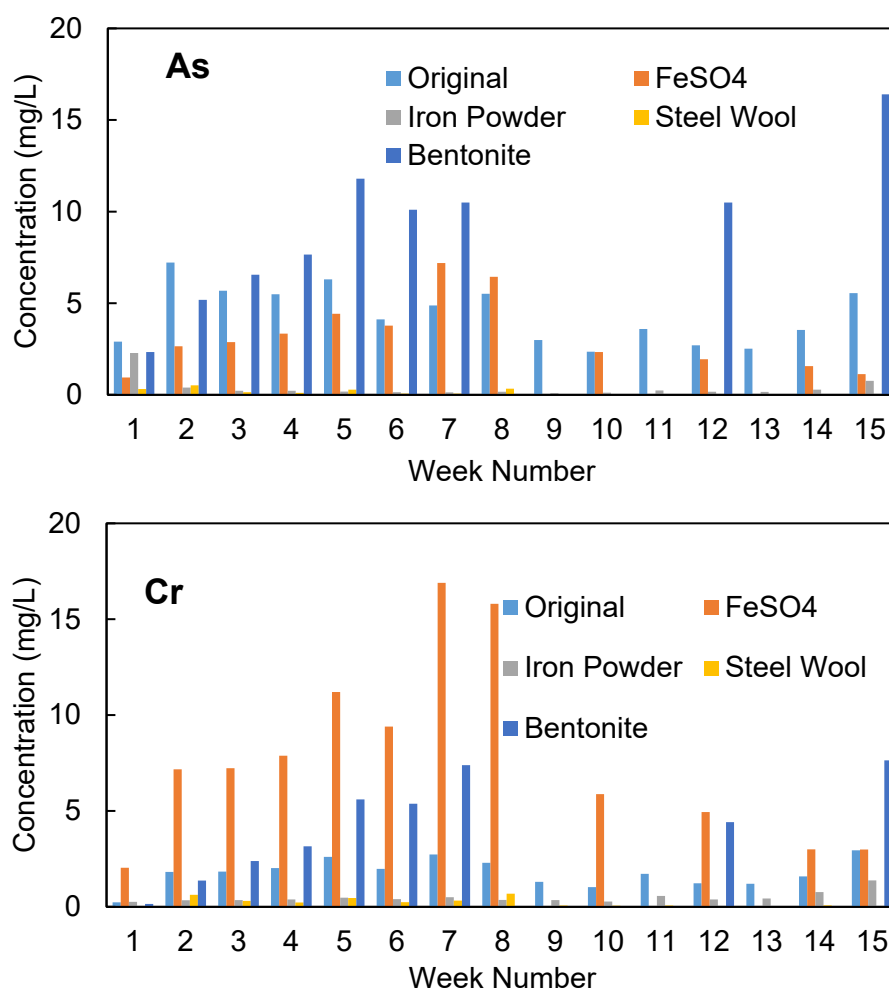 20
As
Original FeSO4
15
Iron Powder Steel Wool
Bentonite
10
5
0
Concentration (mg/L)
1 2 3 4 5 6 7 8 9 10 11 12 13 14 15
Week Number
20
Cr
Original FeSO4
15
Iron Powder Steel Wool
10
Bentonite
5
0
Concentration (mg/L)
1 2 3 4 5 6 7 8 9 10 11 12 13 14 15
Week Number